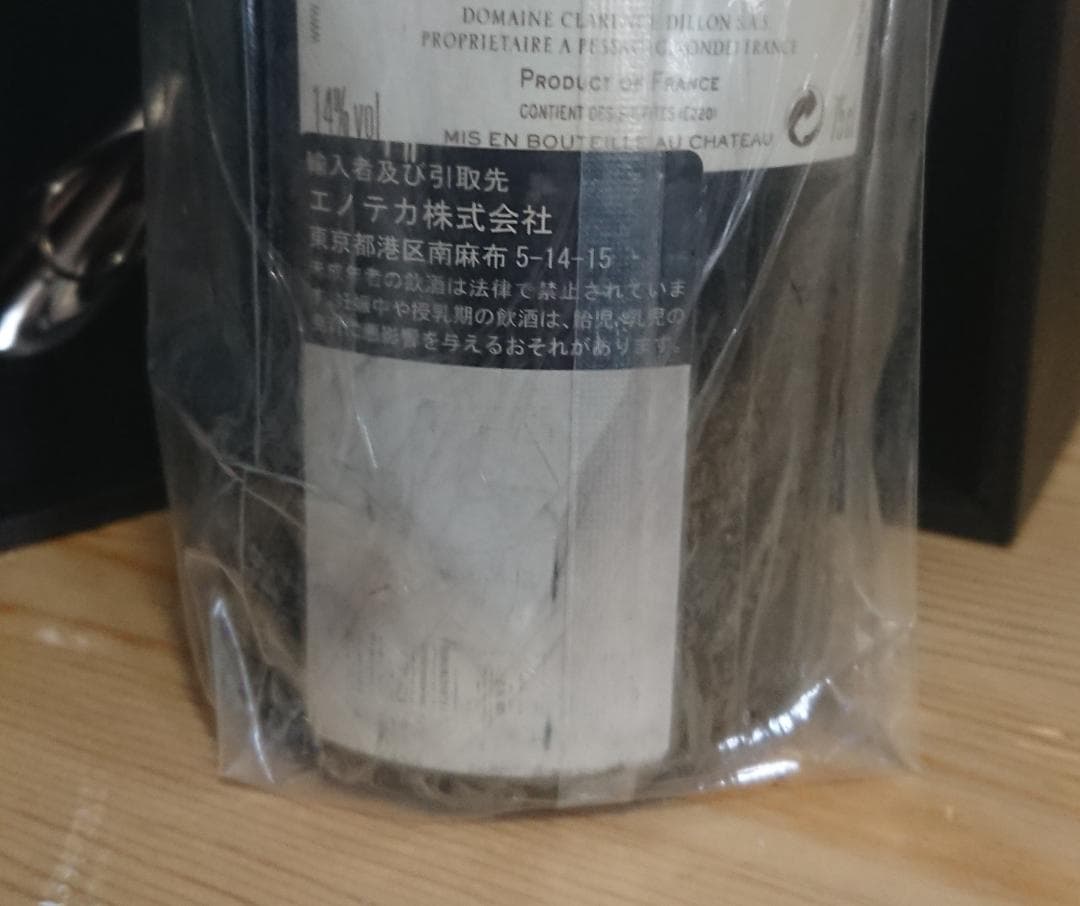 DOMAINE CLARENCE DILLON S.A.S.
PROPRIETAIRE A PESSAC (GIRONDE) FRANCE
PRODUCT OF FRANCE
CONTIENT DES SULFITES (E220)
14% vol
75cl
MIS EN BOUTEILLE AU CHATEAU
輸入者及び引取先
エノテカ株式会社
東京都港区南麻布5-14-15
未成年者の飲酒は法律で禁止されていま
す。妊娠中や授乳期の飲酒は、胎児・乳児の
発育に悪影響を与えるおそれがあります。